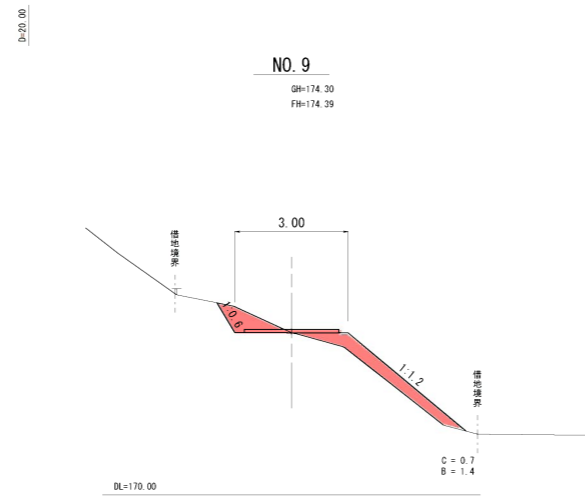 D=20.00
NO.9
GH=174.30
FH=174.39
3.00
借地境界
1:0.6
1:1.2
借地境界
C = 0.7
B = 1.4
DL=170.00